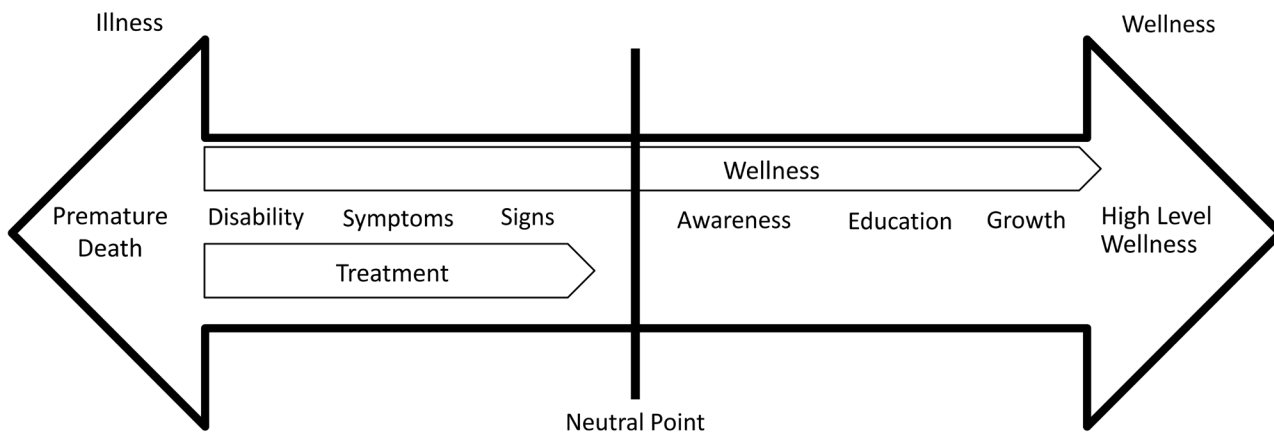 Illness
Wellness
Wellness
Premature
Death
Disability
Symptoms
Signs
Awareness
Education
Growth
High Level
Wellness
Treatment
Neutral Point